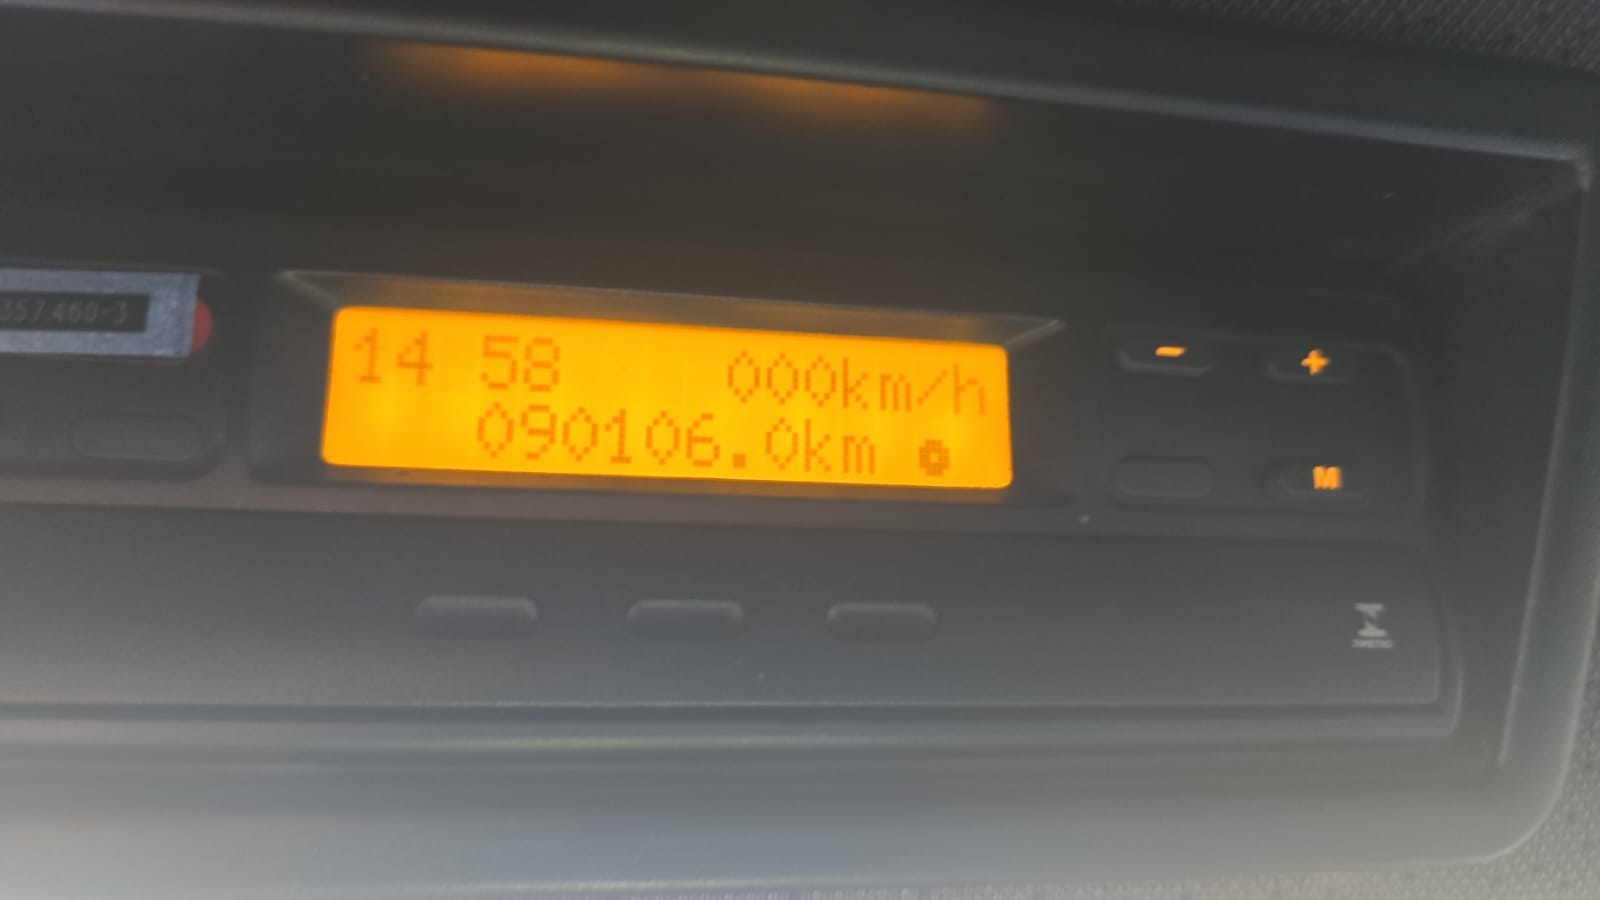 357.460-3
14 58 000km/h
090106.0km
- +
M